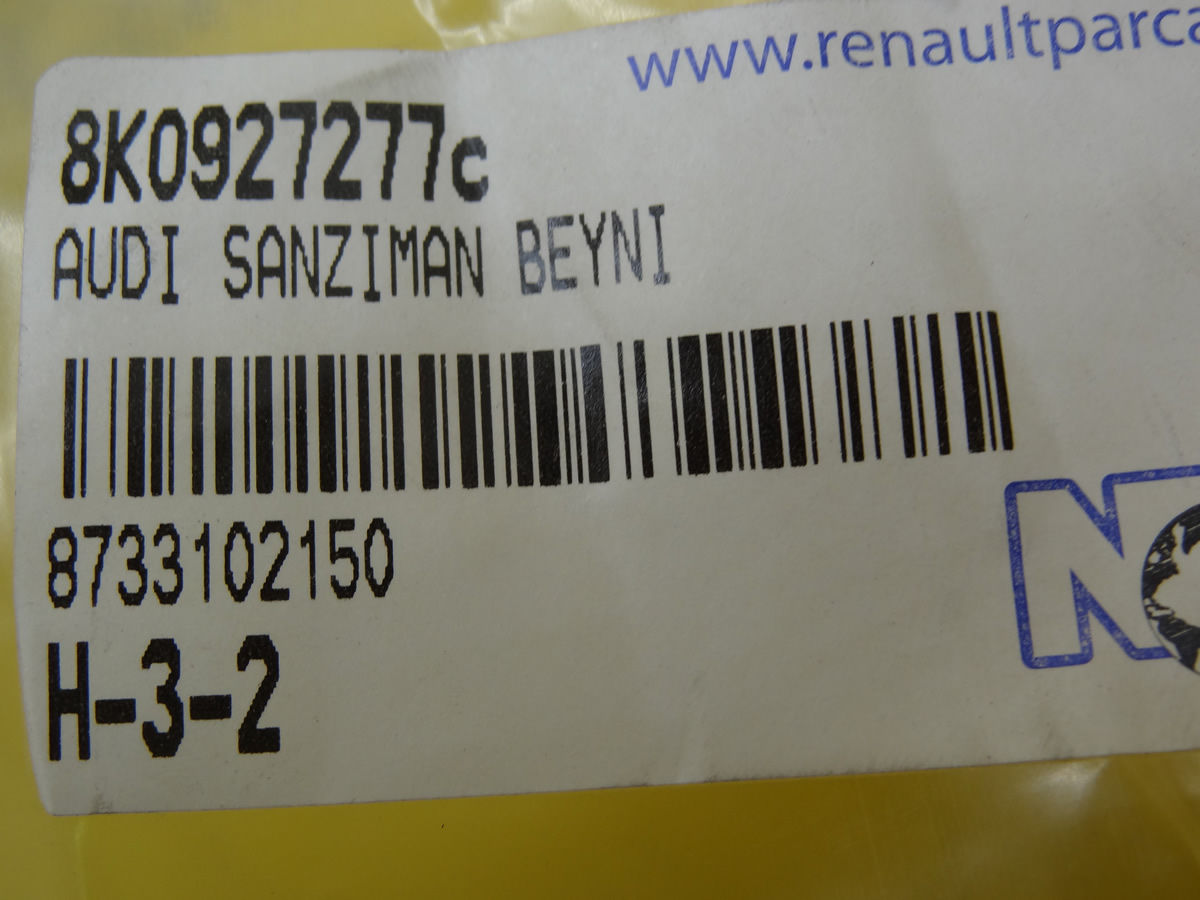 www.renaultparca
8K0927277c
AUDI SANZIMAN BEYNI
8733102150
H-3-2
N